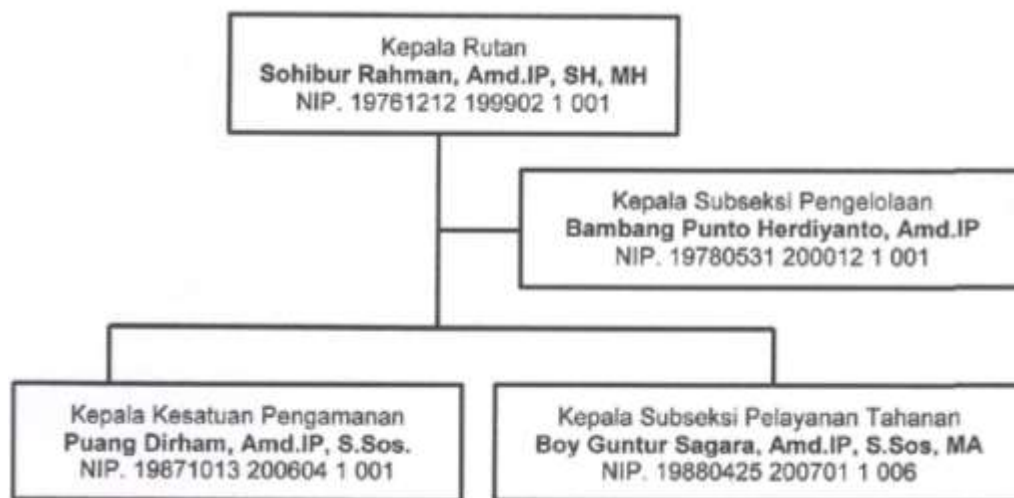 Kepala Rutan
Sohibur Rahman, Amd.IP, SH, MH
NIP. 19761212 199902 1 001
Kepala Subseksi Pengelolaan
Bambang Punto Herdiyanto, Amd.IP
NIP. 19780531 200012 1 001
Kepala Kesatuan Pengamanan
Puang Dirham, Amd.IP, S.Sos.
NIP. 19871013 200604 1 001
Kepala Subseksi Pelayanan Tahanan
Boy Guntur Sagara, Amd.IP, S.Sos, MA
NIP. 19880425 200701 1 006